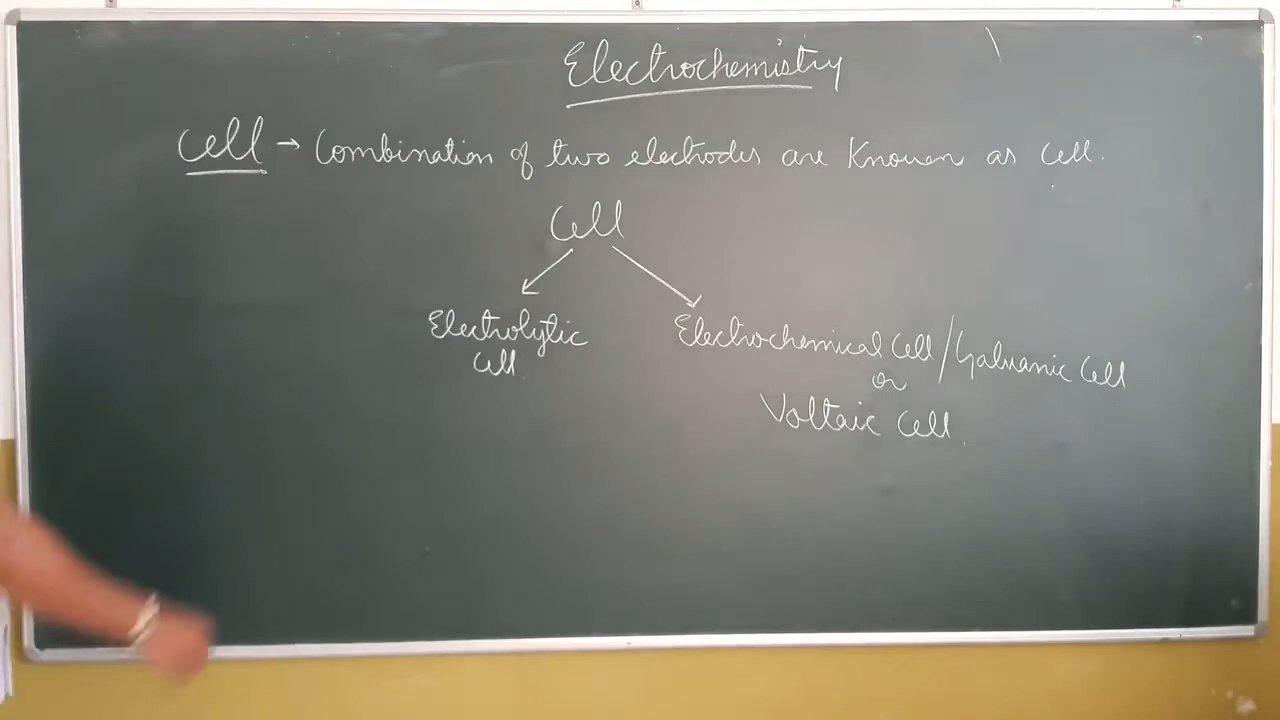 Electrochemistry
Cell → Combination of two electrodes are Known as Cell.
Cell
Electrolytic
Cell
Electrochemical Cell/Galvanic Cell
or
Voltaic Cell.